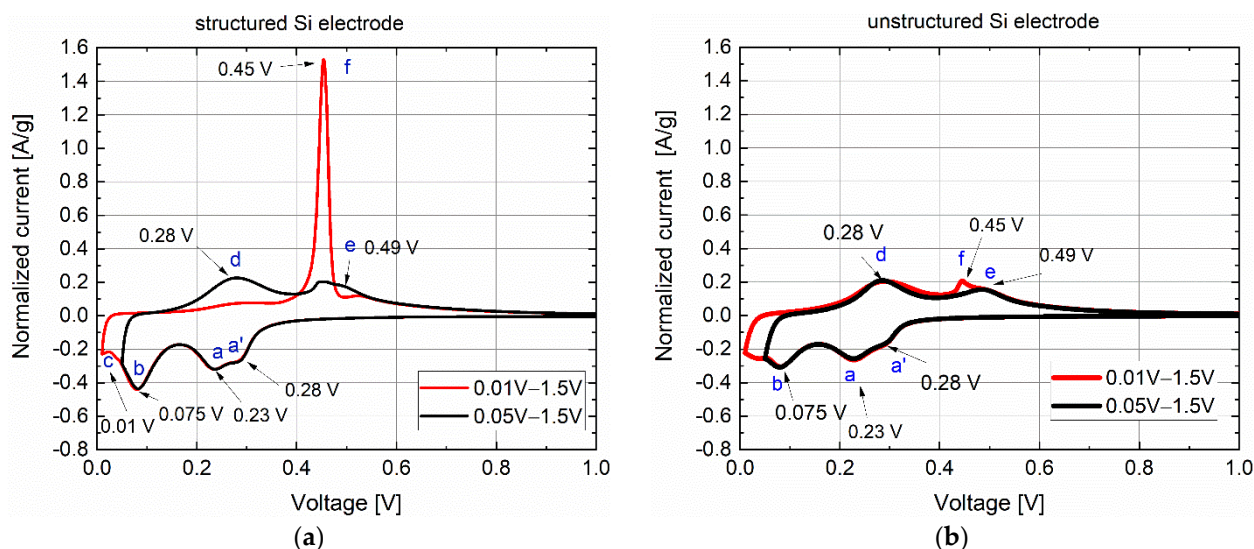 structured Si electrode
1.6
1.4
1.2
1.0
0.8
0.6
0.4
0.2
0.0
-0.2
-0.4
-0.6
-0.8
Normalized current [A/g]
0.45 V
f
0.28 V
d
e
0.49 V
c
b
a
a'
0.01 V
0.075 V
0.23 V
0.28 V
0.01V–1.5V
0.05V–1.5V
0.0 0.2 0.4 0.6 0.8 1.0
Voltage [V]
(a)
unstructured Si electrode
1.6
1.4
1.2
1.0
0.8
0.6
0.4
0.2
0.0
-0.2
-0.4
-0.6
-0.8
Normalized current [A/g]
0.28 V
d
f
0.45 V
e
0.49 V
b
a
a'
0.075 V
0.23 V
0.28 V
0.01V–1.5V
0.05V–1.5V
0.0 0.2 0.4 0.6 0.8 1.0
Voltage [V]
(b)